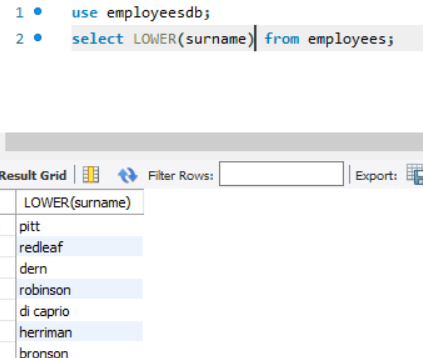 1 use employeesdb;
2 select LOWER(surname) from employees;
Result Grid Filter Rows: Export:
LOWER(surname)
pitt
redleaf
dern
robinson
di caprio
herriman
bronson